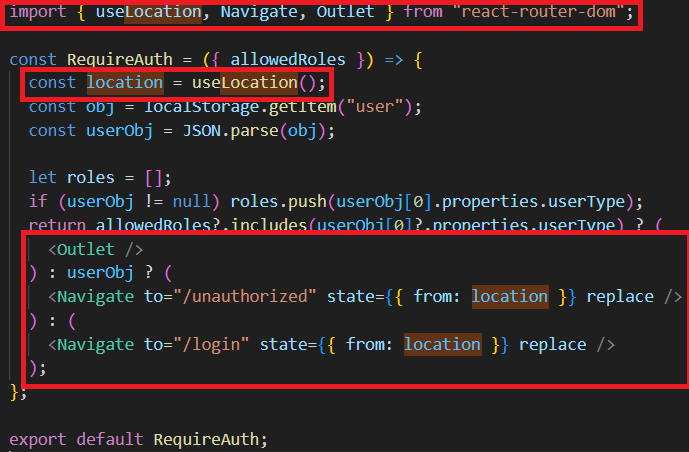 import { useLocation, Navigate, Outlet } from "react-router-dom";
const RequireAuth = ({ allowedRoles }) => {
const location = useLocation();
const obj = localStorage.getItem("user");
const userObj = JSON.parse(obj);
let roles = [];
if (userObj != null) roles.push(userObj[0].properties.userType);
return allowedRoles?.includes(userObj[0]?.properties.userType) ? (
<Outlet />
) : userObj ? (
<Navigate to="/unauthorized" state={{ from: location }} replace />
) : (
<Navigate to="/login" state={{ from: location }} replace />
);
};
export default RequireAuth;